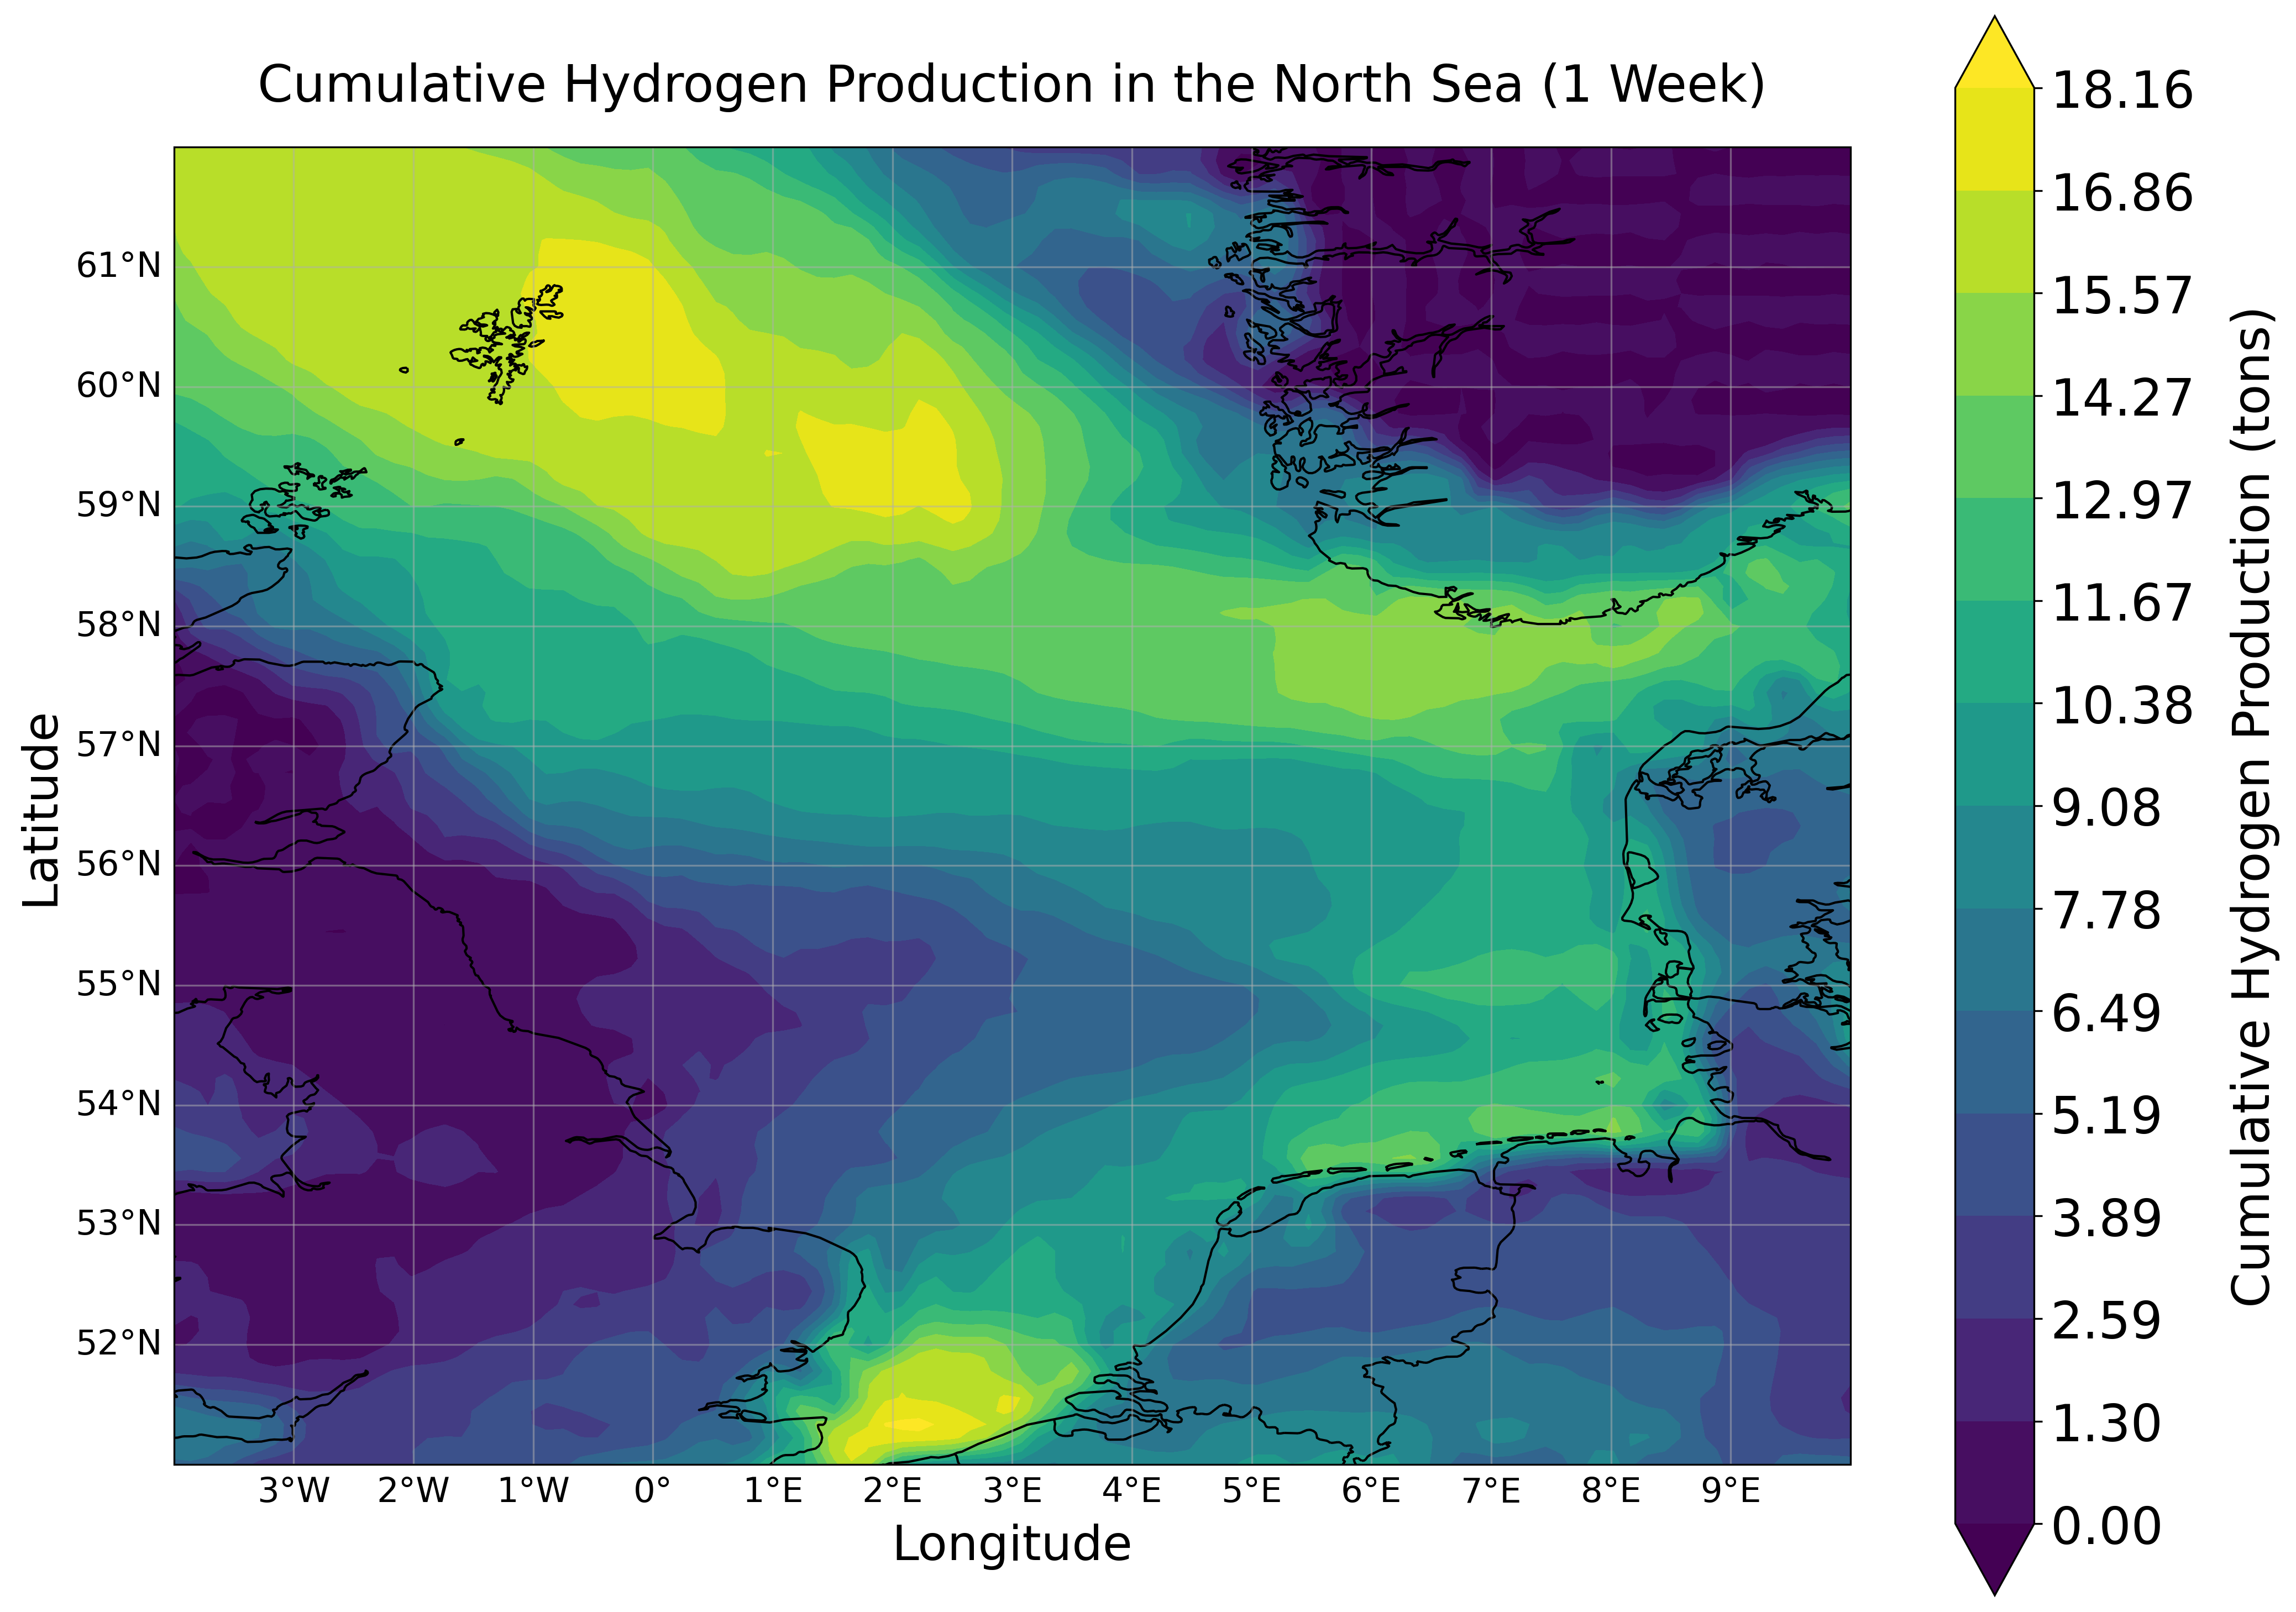 Cumulative Hydrogen Production in the North Sea (1 Week)
61°N
60°N
59°N
58°N
57°N
56°N
55°N
54°N
53°N
52°N
Latitude
3°W 2°W 1°W 0° 1°E 2°E 3°E 4°E 5°E 6°E 7°E 8°E 9°E
Longitude
18.16
16.86
15.57
14.27
12.97
11.67
10.38
9.08
7.78
6.49
5.19
3.89
2.59
1.30
0.00
Cumulative Hydrogen Production (tons)